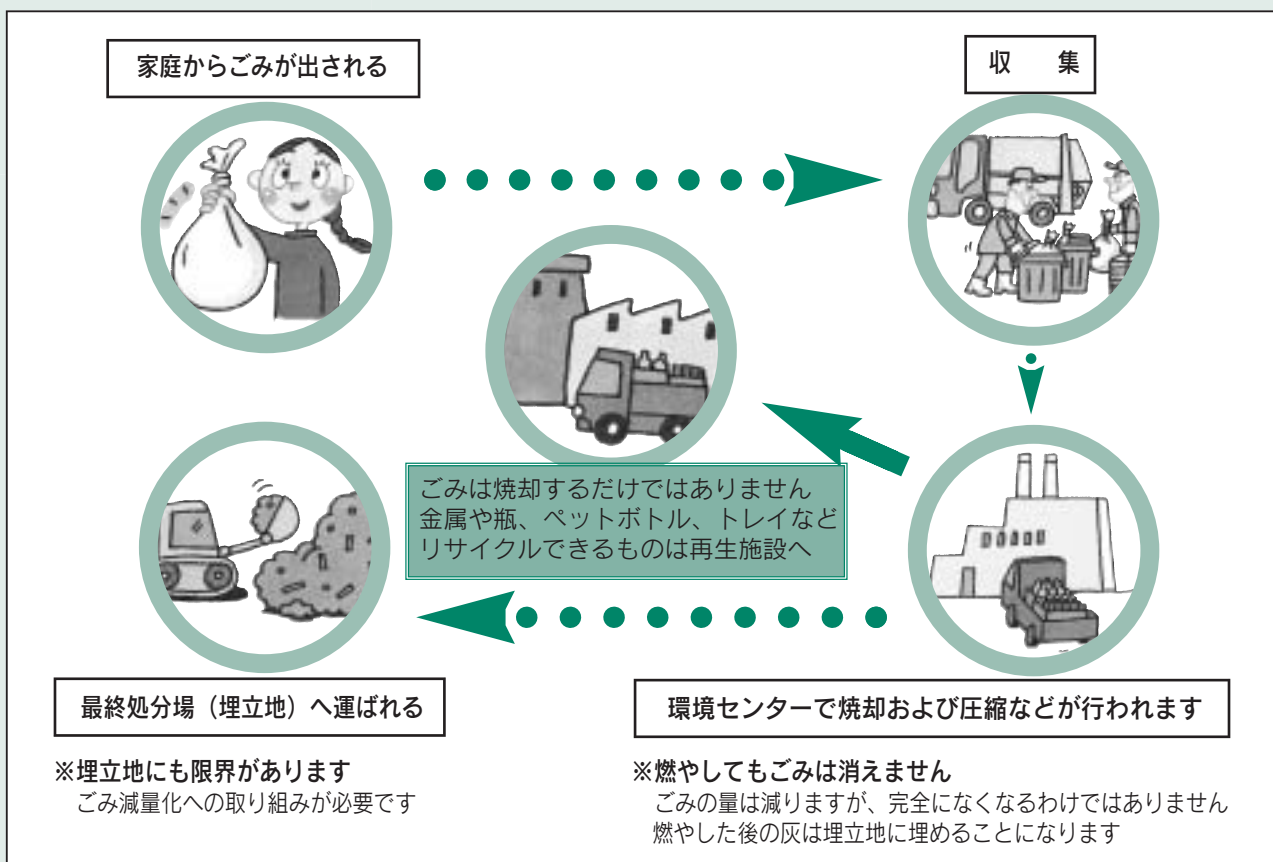 家庭からごみが出される
収　集
ごみは焼却するだけではありません
金属や瓶、ペットボトル、トレイなど
リサイクルできるものは再生施設へ
最終処分場（埋立地）へ運ばれる
※埋立地にも限界があります
ごみ減量化への取り組みが必要です
環境センターで焼却および圧縮などが行われます
※燃やしてもごみは消えません
ごみの量は減りますが、完全になくなるわけではありません
燃やした後の灰は埋立地に埋めることになります